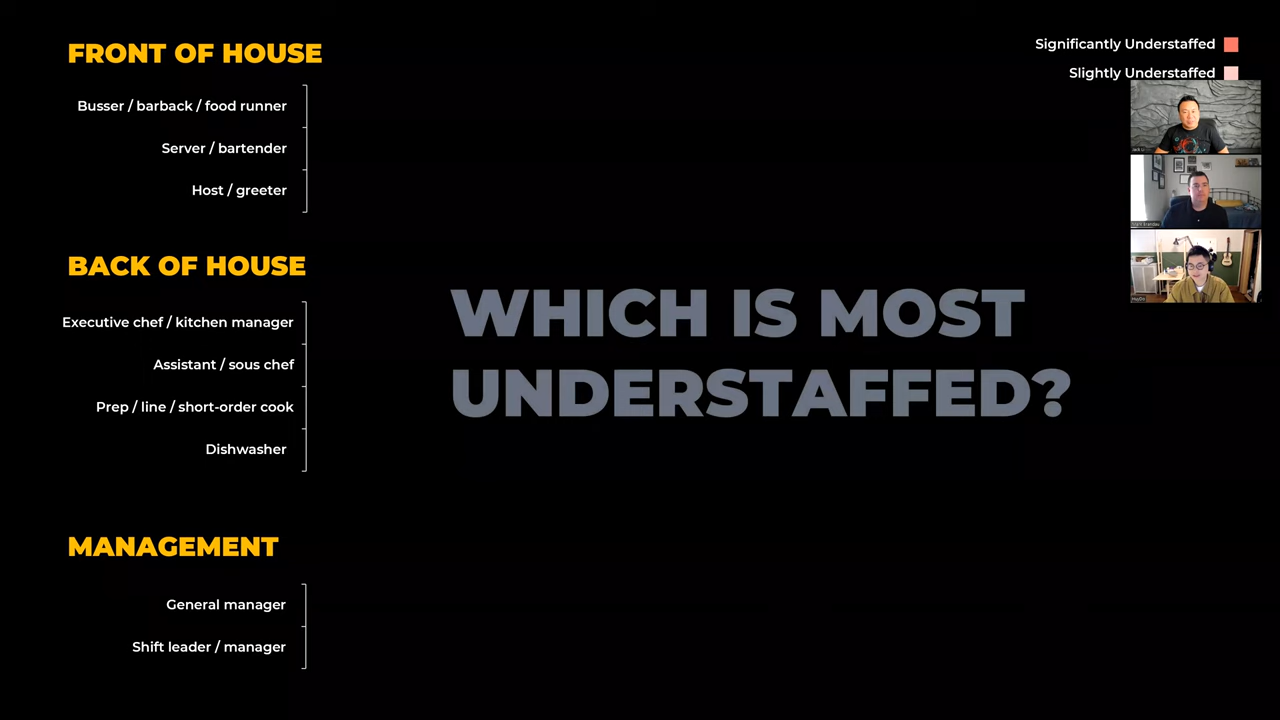 FRONT OF HOUSE
Busser / barback / food runner
Server / bartender
Host / greeter
BACK OF HOUSE
Executive chef / kitchen manager
Assistant / sous chef
Prep / line / short-order cook
Dishwasher
MANAGEMENT
General manager
Shift leader / manager
WHICH IS MOST
UNDERSTAFFED?
Significantly Understaffed
Slightly Understaffed